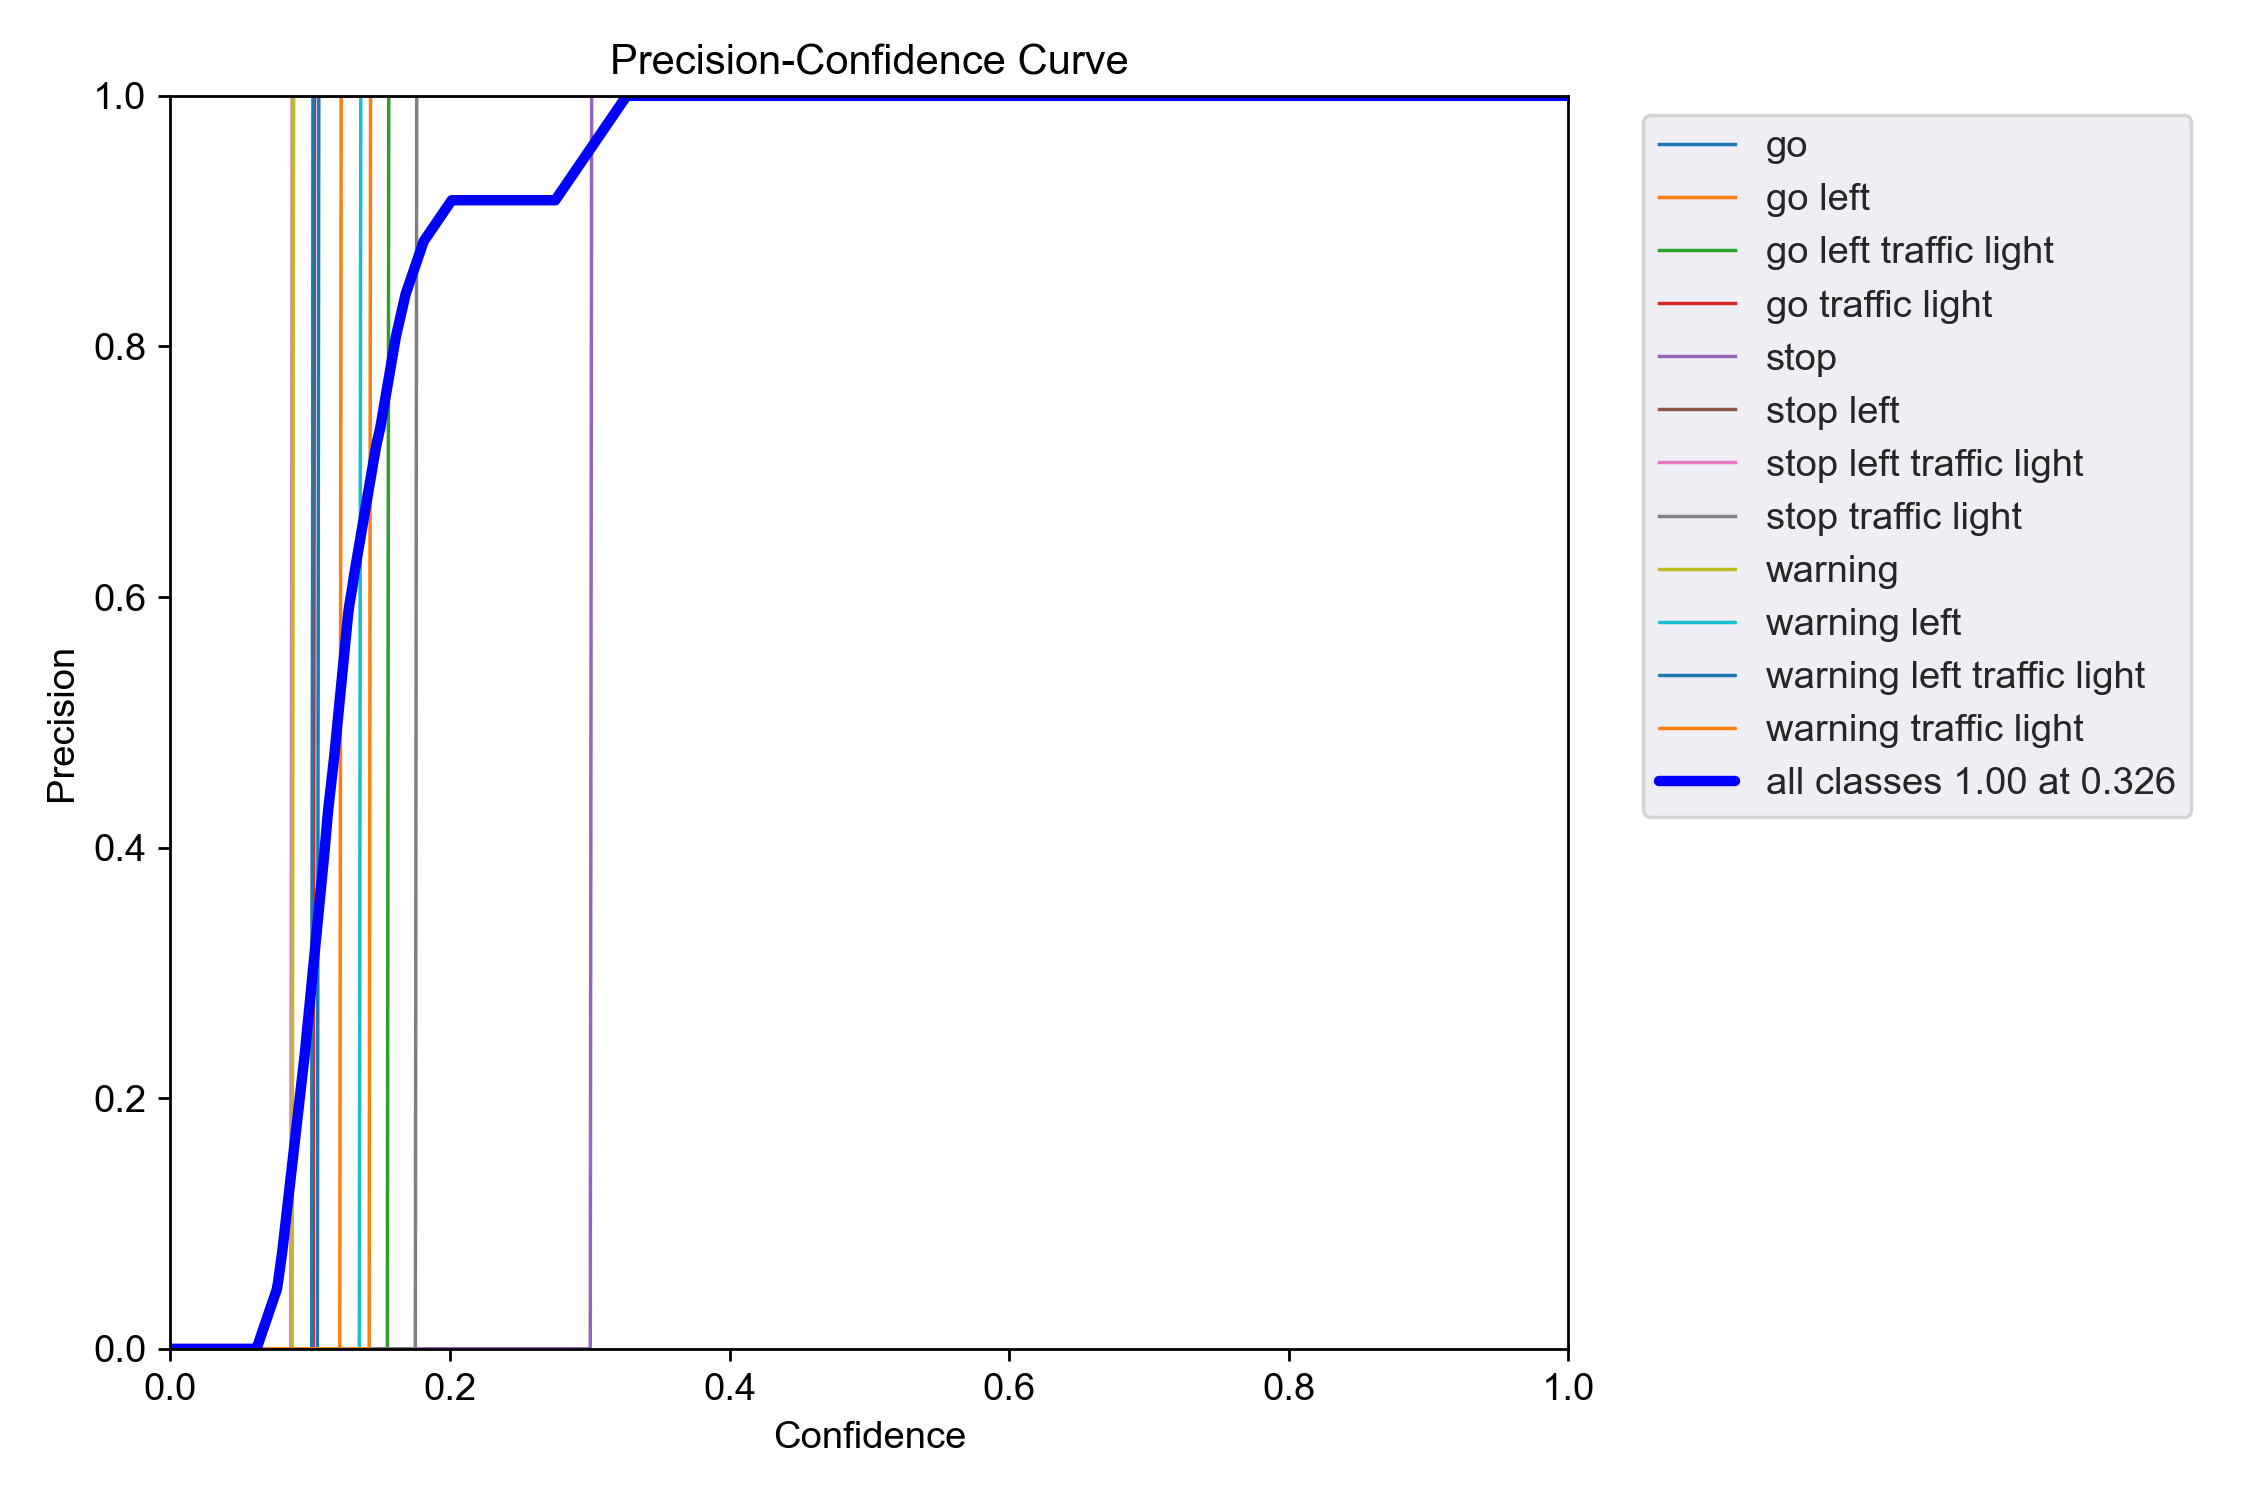 Precision-Confidence Curve
1.0
0.8
0.6
0.4
0.2
0.0
Precision
0.0 0.2 0.4 0.6 0.8 1.0
Confidence
go
go left
go left traffic light
go traffic light
stop
stop left
stop left traffic light
stop traffic light
warning
warning left
warning left traffic light
warning traffic light
all classes 1.00 at 0.326